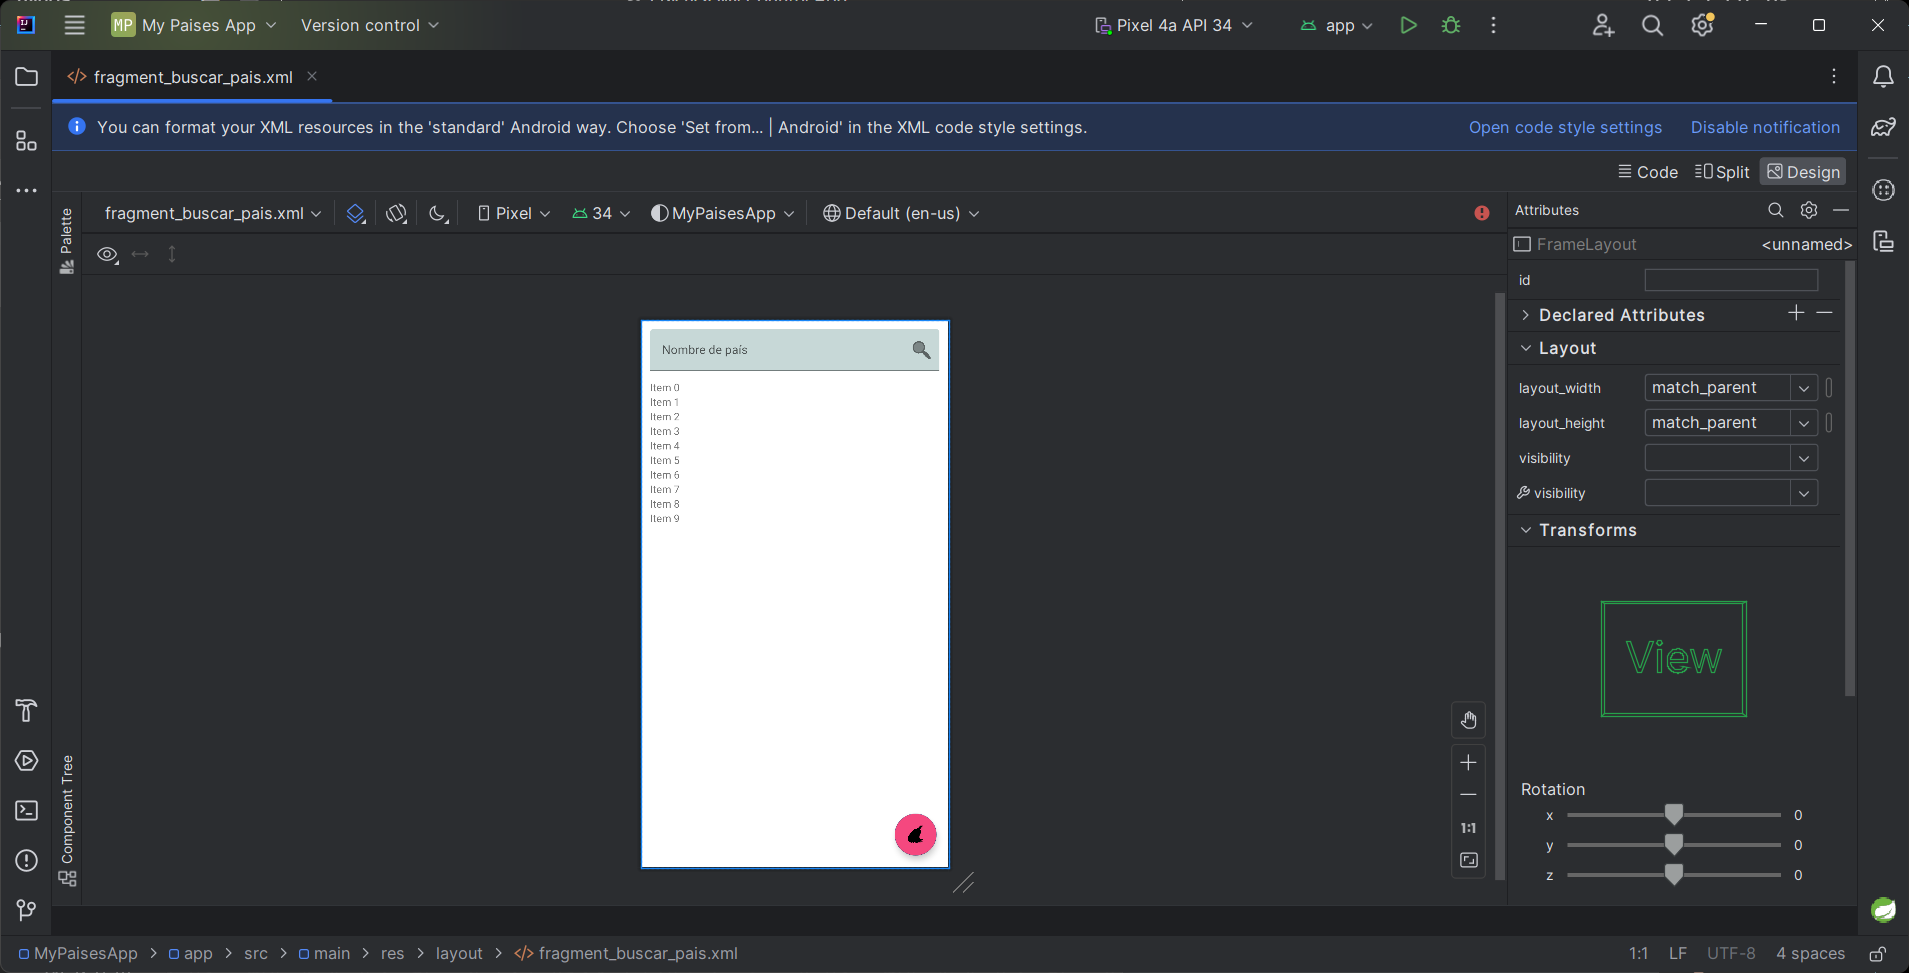 MP My Paises App
Version control
Pixel 4a API 34
app
fragment_buscar_pais.xml
You can format your XML resources in the 'standard' Android way. Choose 'Set from... | Android' in the XML code style settings.
Open code style settings
Disable notification
Code
Split
Design
Palette
fragment_buscar_pais.xml
Pixel
34
MyPaisesApp
Default (en-us)
Attributes
FrameLayout
<unnamed>
id
Declared Attributes
Layout
layout_width
match_parent
layout_height
match_parent
visibility
visibility
Transforms
View
Rotation
x
0
y
0
z
0
Nombre de país
Item 0
Item 1
Item 2
Item 3
Item 4
Item 5
Item 6
Item 7
Item 8
Item 9
1:1
Component Tree
MyPaisesApp
app
src
main
res
layout
fragment_buscar_pais.xml
1:1
LF
UTF-8
4 spaces